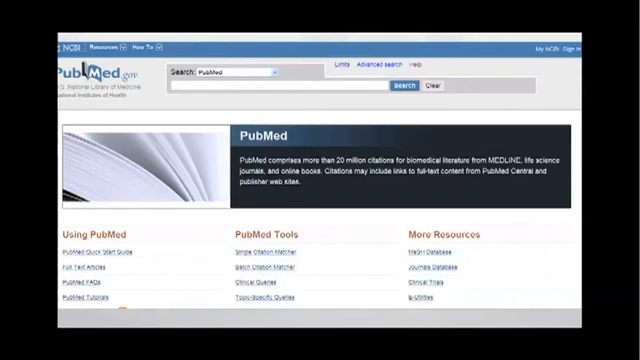 NCBI Resources How To My NCBI Sign In
PubMed.gov
U.S. National Library of Medicine
National Institutes of Health
Search: PubMed
Limits Advanced search Help
Search Clear
PubMed
PubMed comprises more than 20 million citations for biomedical literature from MEDLINE, life science
journals, and online books. Citations may include links to full-text content from PubMed Central and
publisher web sites.
Using PubMed
PubMed Quick Start Guide
Full Text Articles
PubMed FAQs
PubMed Tutorials
PubMed Tools
Single Citation Matcher
Batch Citation Matcher
Clinical Queries
Topic-Specific Queries
More Resources
MeSH Database
Journals Database
Clinical Trials
E-Utilities